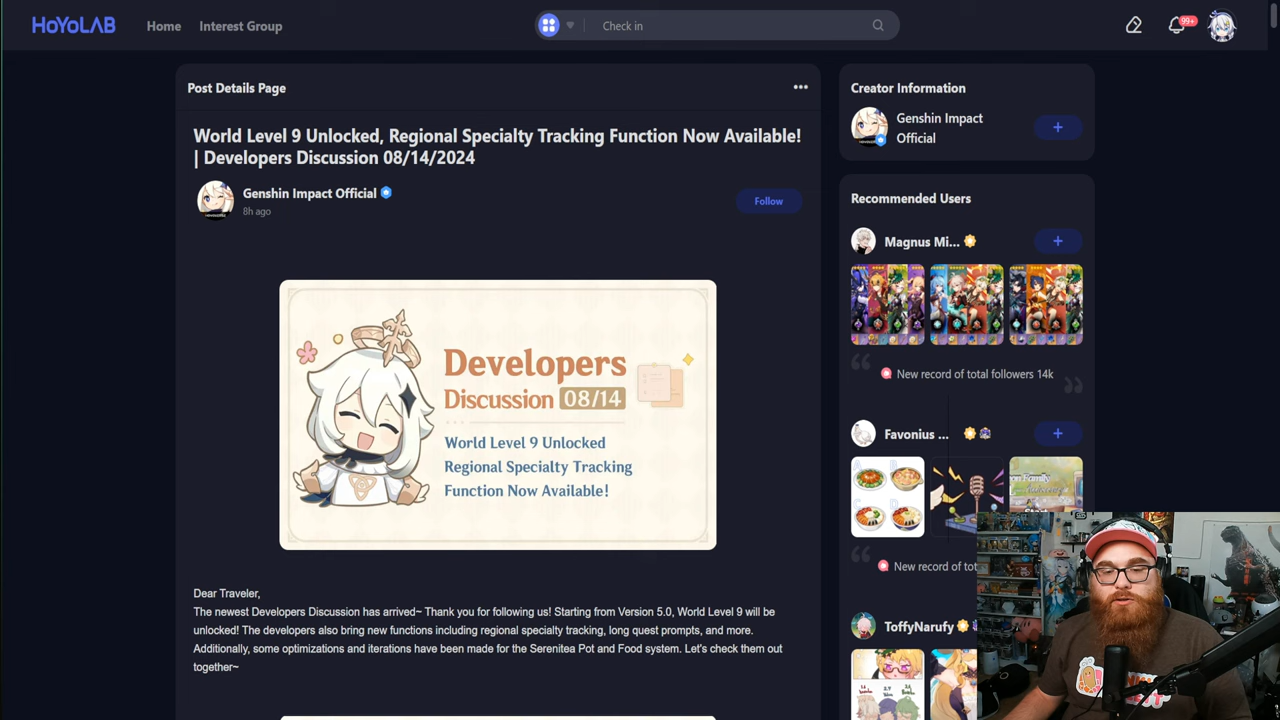 HoYoLAB
Home
Interest Group
Check in
99+
Post Details Page
World Level 9 Unlocked, Regional Specialty Tracking Function Now Available!
| Developers Discussion 08/14/2024
Genshin Impact Official
8h ago
Follow
Developers
Discussion 08/14
World Level 9 Unlocked
Regional Specialty Tracking
Function Now Available!
Dear Traveler,
The newest Developers Discussion has arrived~ Thank you for following us! Starting from Version 5.0, World Level 9 will be
unlocked! The developers also bring new functions including regional specialty tracking, long quest prompts, and more.
Additionally, some optimizations and iterations have been made for the Serenitea Pot and Food system. Let's check them out
together~
Creator Information
Genshin Impact
Official
Recommended Users
Magnus Mi...
New record of total followers 14k
Favonius ...
New record of tot
ToffyNarufy